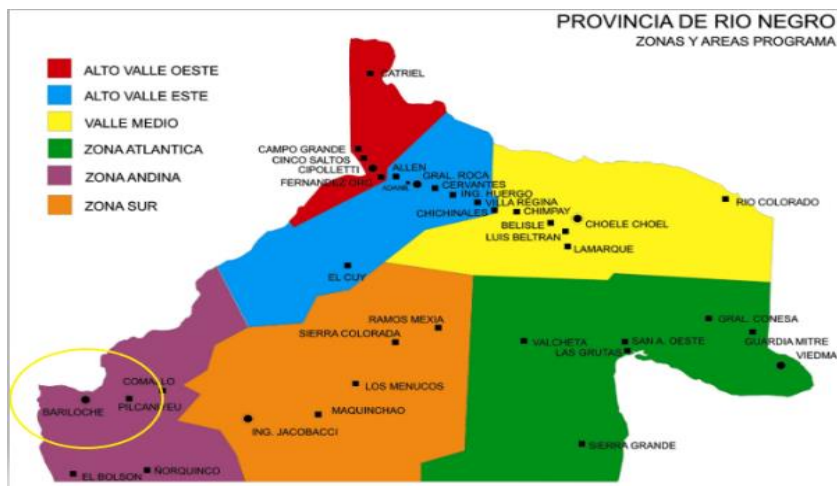 PROVINCIA DE RIO NEGRO
ZONAS Y AREAS PROGRAMA
ALTO VALLE OESTE
ALTO VALLE ESTE
VALLE MEDIO
ZONA ATLANTICA
ZONA ANDINA
ZONA SUR
CATRIEL
CAMPO GRANDE
CINCO SALTOS
CIPOLLETTI
FERNANDEZ ORO
ALLEN
GRAL. ROCA
CERVANTES
ING. HUERGO
VILLA REGINA
CHICHINALES
CHIMPAY
BELISLE
CHOELE CHOEL
LUIS BELTRAN
LAMARQUE
RIO COLORADO
EL CUY
RAMOS MEXIA
SIERRA COLORADA
VALCHETA
SAN A. OESTE
LAS GRUTAS
GRAL. CONESA
GUARDIA MITRE
VIEDMA
COMALLO
BARILOCHE
PILCANIYEU
LOS MENUCOS
MAQUINCHAO
ING. JACOBACCI
SIERRA GRANDE
EL BOLSON
ÑORQUINCO